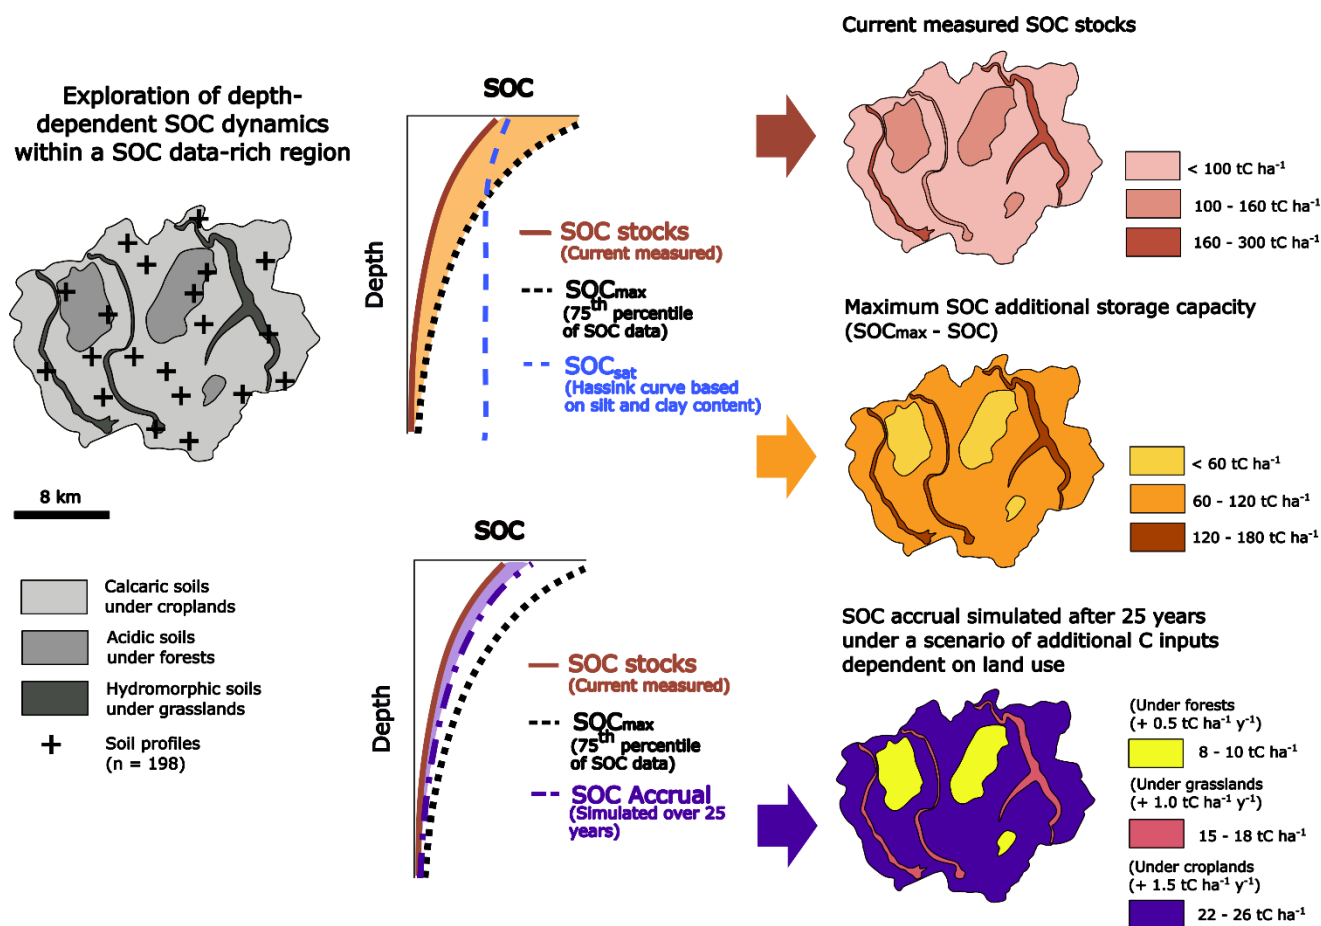 Exploration of depth-
dependent SOC dynamics
within a SOC data-rich region
8 km
Calcaric soils
under croplands
Acidic soils
under forests
Hydromorphic soils
under grasslands
Soil profiles
(n = 198)
SOC
Depth
SOC stocks
(Current measured)
SOCmax
(75th percentile
of SOC data)
SOCsat
(Hassink curve based
on silt and clay content)
SOC
Depth
SOC stocks
(Current measured)
SOCmax
(75th percentile
of SOC data)
SOC Accrual
(Simulated over 25
years)
Current measured SOC stocks
< 100 tC ha⁻¹
100 - 160 tC ha⁻¹
160 - 300 tC ha⁻¹
Maximum SOC additional storage capacity
(SOCmax - SOC)
< 60 tC ha⁻¹
60 - 120 tC ha⁻¹
120 - 180 tC ha⁻¹
SOC accrual simulated after 25 years
under a scenario of additional C inputs
dependent on land use
(Under forests
(+ 0.5 tC ha⁻¹ y⁻¹)
8 - 10 tC ha⁻¹
(Under grasslands
(+ 1.0 tC ha⁻¹ y⁻¹)
15 - 18 tC ha⁻¹
(Under croplands
(+ 1.5 tC ha⁻¹ y⁻¹)
22 - 26 tC ha⁻¹